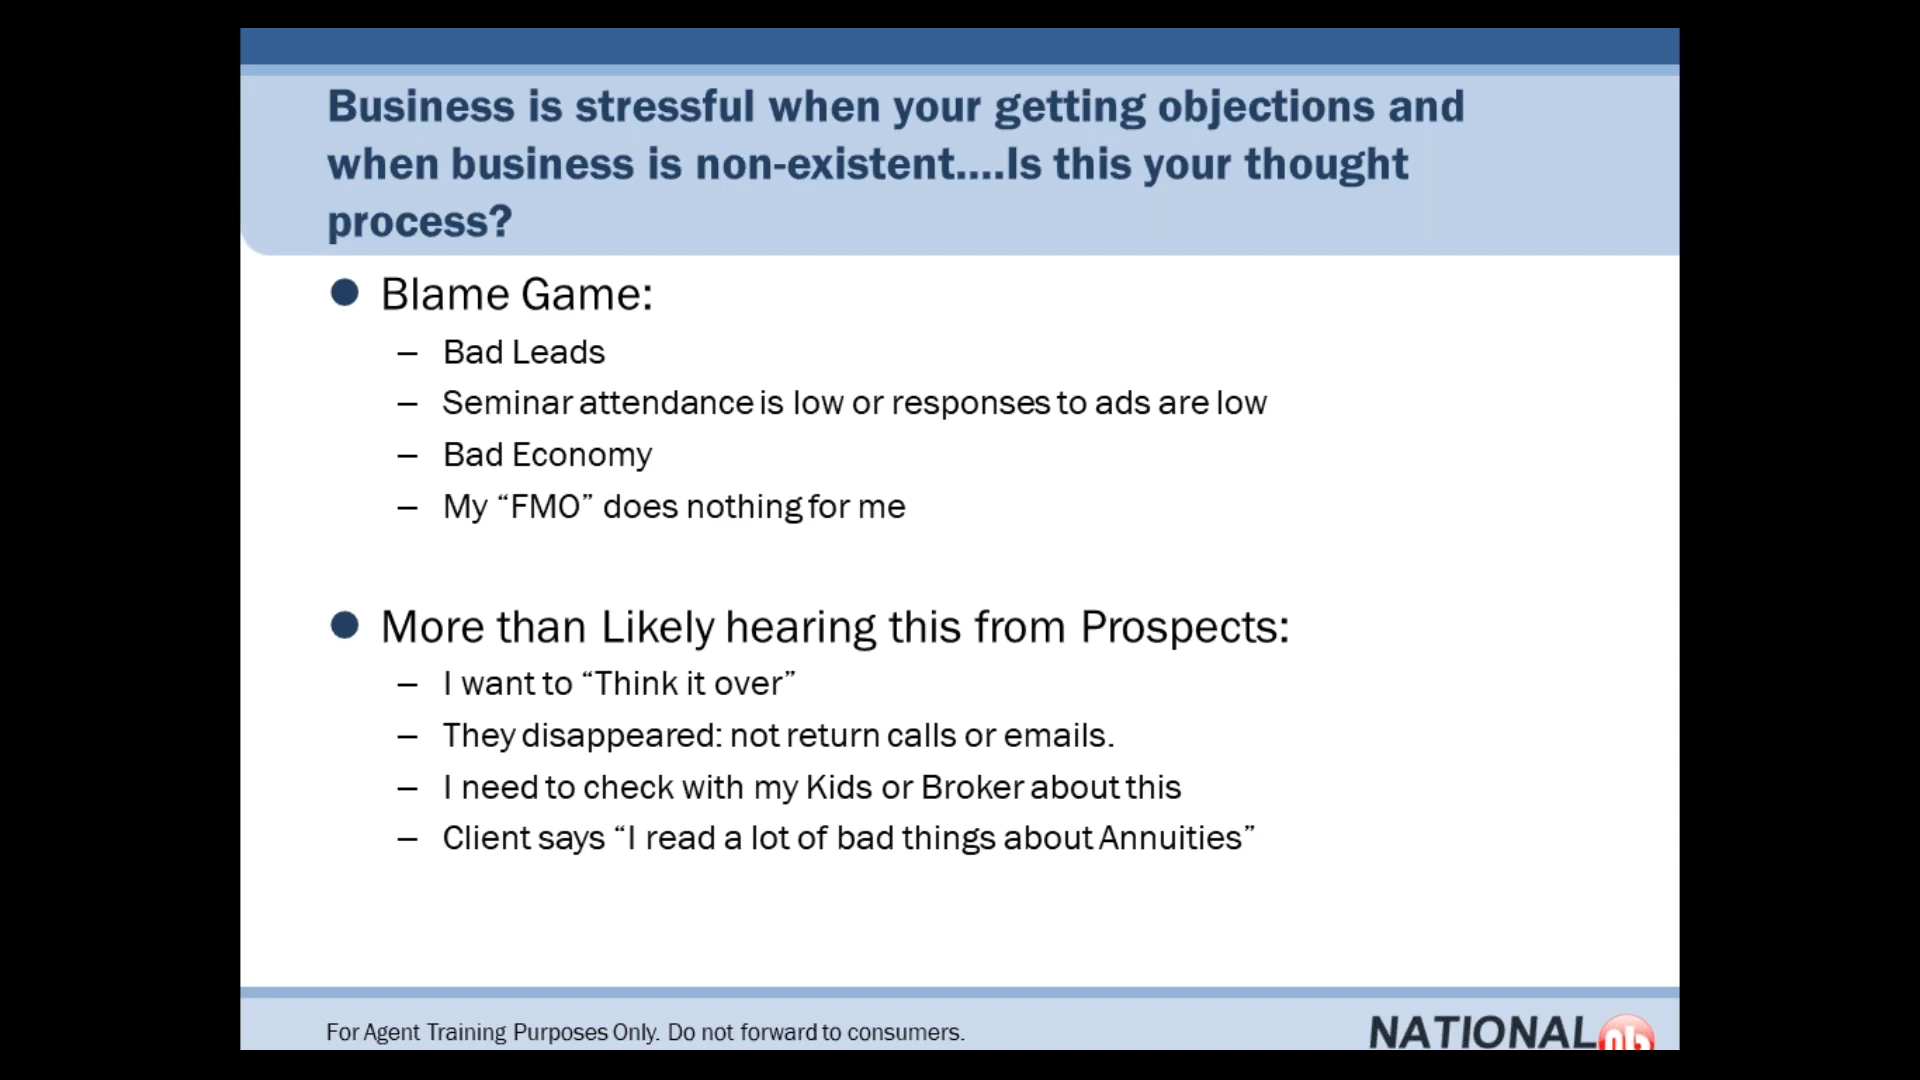 Business is stressful when your getting objections and
when business is non-existent....Is this your thought
process?
● Blame Game:
– Bad Leads
– Seminar attendance is low or responses to ads are low
– Bad Economy
– My “FMO” does nothing for me
● More than Likely hearing this from Prospects:
– I want to “Think it over”
– They disappeared: not return calls or emails.
– I need to check with my Kids or Broker about this
– Client says “I read a lot of bad things about Annuities”
For Agent Training Purposes Only. Do not forward to consumers.
NATIONAL nb